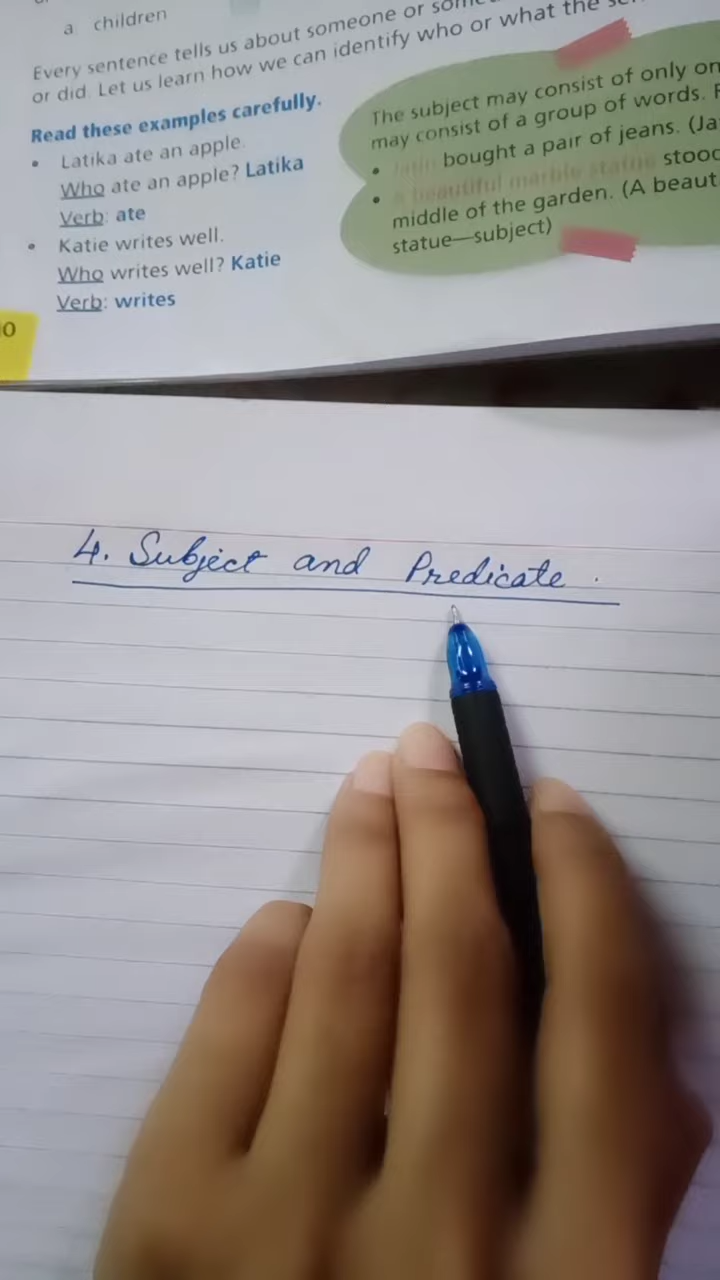 a children
Every sentence tells us about someone or
or did. Let us learn how we can identify who or what the
Read these examples carefully.
• Latika ate an apple.
Who ate an apple? Latika
Verb: ate
• Katie writes well.
Who writes well? Katie
Verb: writes
The subject may consist of only
may consist of a group of words.
• bought a pair of jeans.
• a beautiful marble statue stood
middle of the garden. (A
statue—subject)
4. Subject and Predicate.